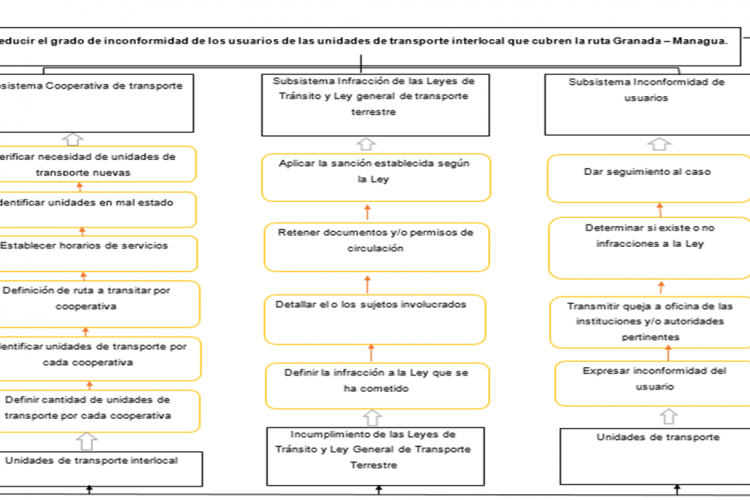 educir el grado de inconformidad de los usuarios de las unidades de transporte interlocal que cubren la ruta Granada – Managua.
sistema Cooperativa de transporte
erificar necesidad de unidades de
transporte nuevas
dentificar unidades en mal estado
Establecer horarios de servicios
Definición de ruta a transitar por
cooperativa
dentificar unidades de transporte por
cada cooperativa
Definir cantidad de unidades de
transporte por cada cooperativa
Unidades de transporte interlocal
Subsistema Infracción de las Leyes de
Tránsito y Ley general de transporte
terrestre
Aplicar la sanción establecida según
la Ley
Retener documentos y/o permisos de
circulación
Detallar el o los sujetos involucrados
Definir la infracción a la Ley que se
ha cometido
Incumplimiento de las Leyes de
Tránsito y Ley General de Transporte
Terrestre
Subsistema Inconformidad de
usuarios
Dar seguimiento al caso
Determinar si existe o no
infracciones a la Ley
Transmitir queja a oficina de las
instituciones y/o autoridades
pertinentes
Expresar inconformidad del
usuario
Unidades de transporte